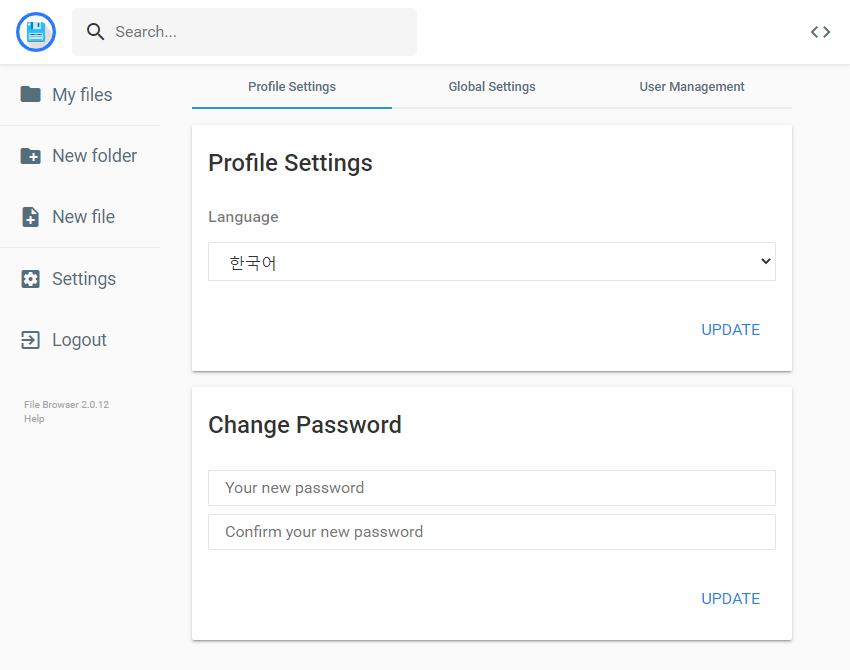 Search...
My files
New folder
New file
Settings
Logout
File Browser 2.0.12
Help
Profile Settings
Global Settings
User Management
Profile Settings
Language
한국어
UPDATE
Change Password
Your new password
Confirm your new password
UPDATE